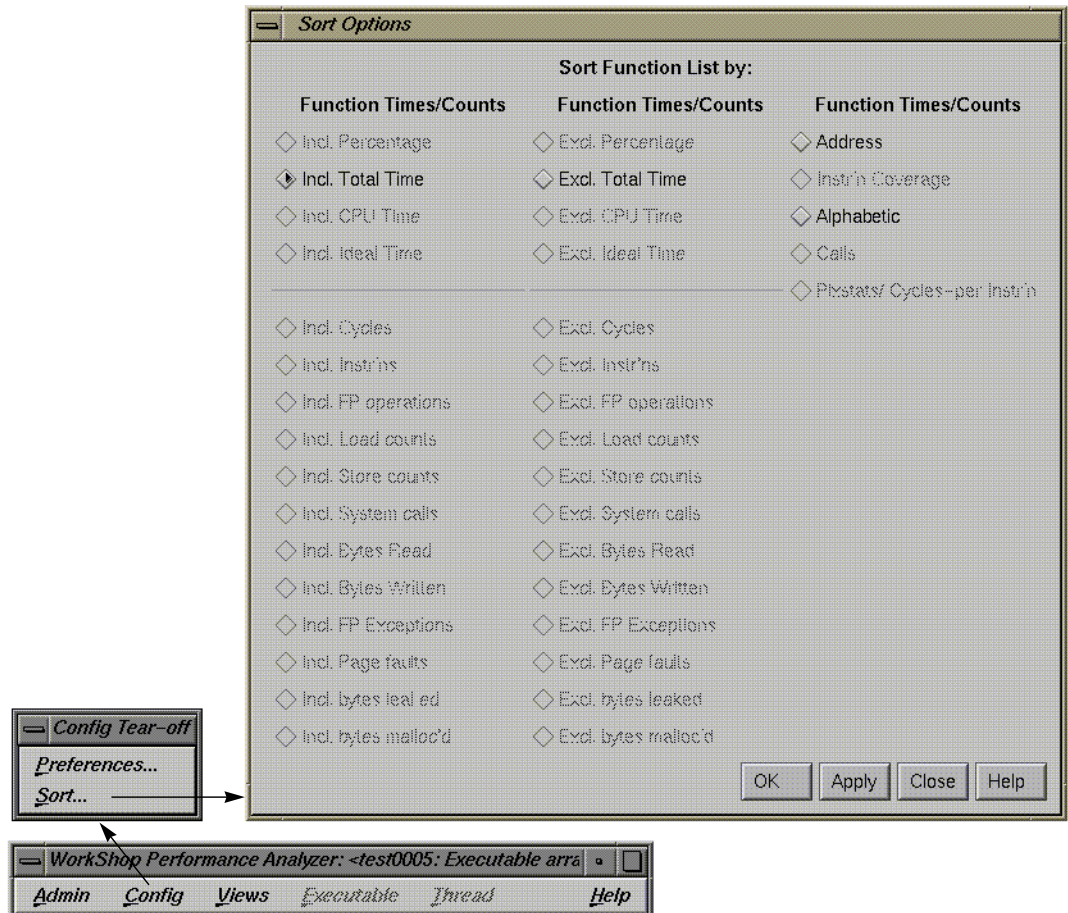 Sort Options
Sort Function List by:
Function Times/Counts Function Times/Counts Function Times/Counts
Incl. Percentage Excl. Percentage Address
Incl. Total Time Excl. Total Time Instr'n Coverage
Incl. CPU Time Excl. CPU Time Alphabetic
Incl. Ideal Time Excl. Ideal Time Calls
Pixstats/ Cycles-per Instr'n
Incl. Cycles Excl. Cycles
Incl. Instr'ns Excl. Instr'ns
Incl. FP operations Excl. FP operations
Incl. Load counts Excl. Load counts
Incl. Store counts Excl. Store counts
Incl. System calls Excl. System calls
Incl. Bytes Read Excl. Bytes Read
Incl. Bytes Written Excl. Bytes Written
Incl. FP Exceptions Excl. FP Exceptions
Incl. Page faults Excl. Page faults
Incl. bytes leaked Excl. bytes leaked
Incl. bytes malloc'd Excl. bytes malloc'd
OK Apply Close Help
Config Tear-off
Preferences...
Sort...
WorkShop Performance Analyzer: <test0005: Executable arra
Admin Config Views Executable Thread Help